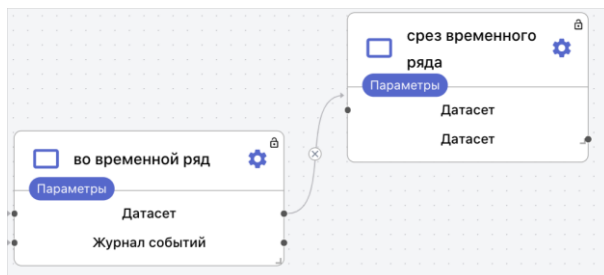 срез временного
ряда
Параметры
Датасет
Датасет
во временной ряд
Параметры
Датасет
Журнал событий